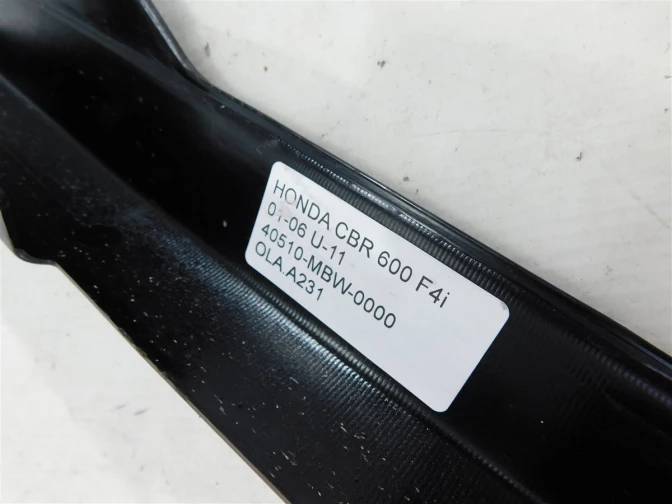 HONDA CBR 600 F4i
01-06 U-11
40510-MBW-0000
OLA.A231